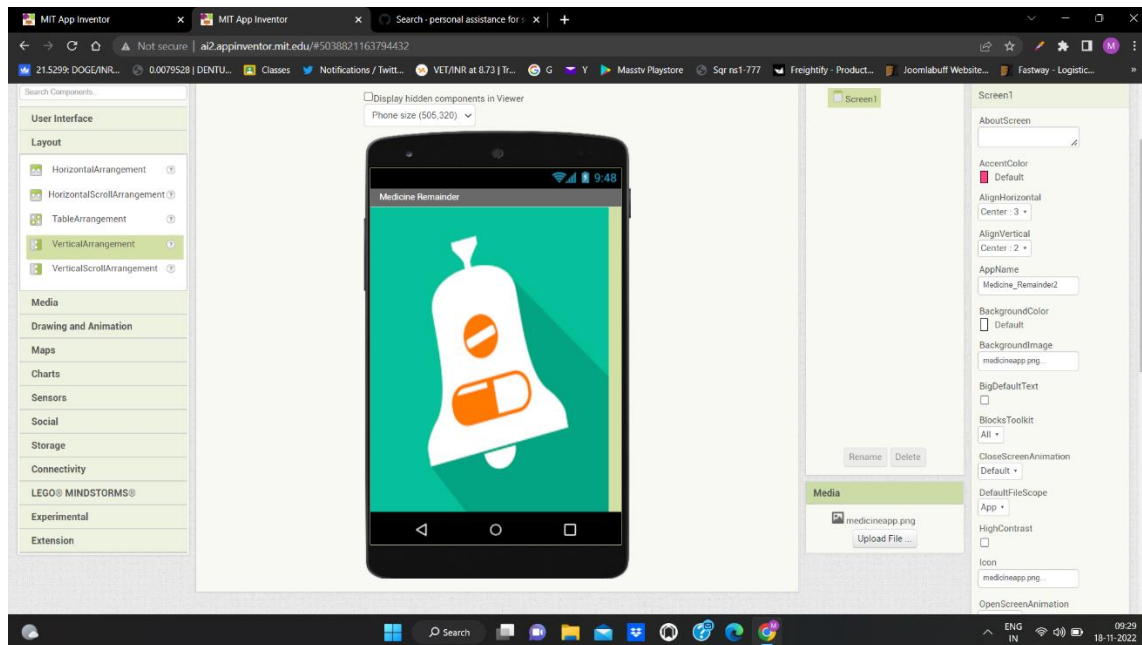 MIT App Inventor
MIT App Inventor
Search - personal assistance for s
Not secure | ai2.appinventor.mit.edu/#5038821163794432
M
21.5299: DOGE/INR...
0.0079528 | DENTU...
Classes
Notifications / Twitt...
VET/INR at 8.73 | Tr...
G
Y
Masstv Playstore
Sqr ns1-777
Freightify - Product...
Joomlabuff Website...
Fastway - Logistic...
»
Search Components...
User Interface
Layout
HorizontalArrangement
HorizontalScrollArrangement
TableArrangement
VerticalArrangement
VerticalScrollArrangement
Media
Drawing and Animation
Maps
Charts
Sensors
Social
Storage
Connectivity
LEGO® MINDSTORMS®
Experimental
Extension
Display hidden components in Viewer
Phone size (505,320)
9:48
Medicine Remainder
Screen1
Rename Delete
Media
medicineapp.png
Upload File ...
Screen1
AboutScreen
AccentColor
Default
AlignHorizontal
Center : 3
AlignVertical
Center : 2
AppName
Medicine_Remainder2
BackgroundColor
Default
BackgroundImage
medicineapp.png...
BigDefaultText
BlocksToolkit
All
CloseScreenAnimation
Default
DefaultFileScope
App
HighContrast
Icon
medicineapp.png...
OpenScreenAnimation
Search
ENG
IN
09:29
18-11-2022